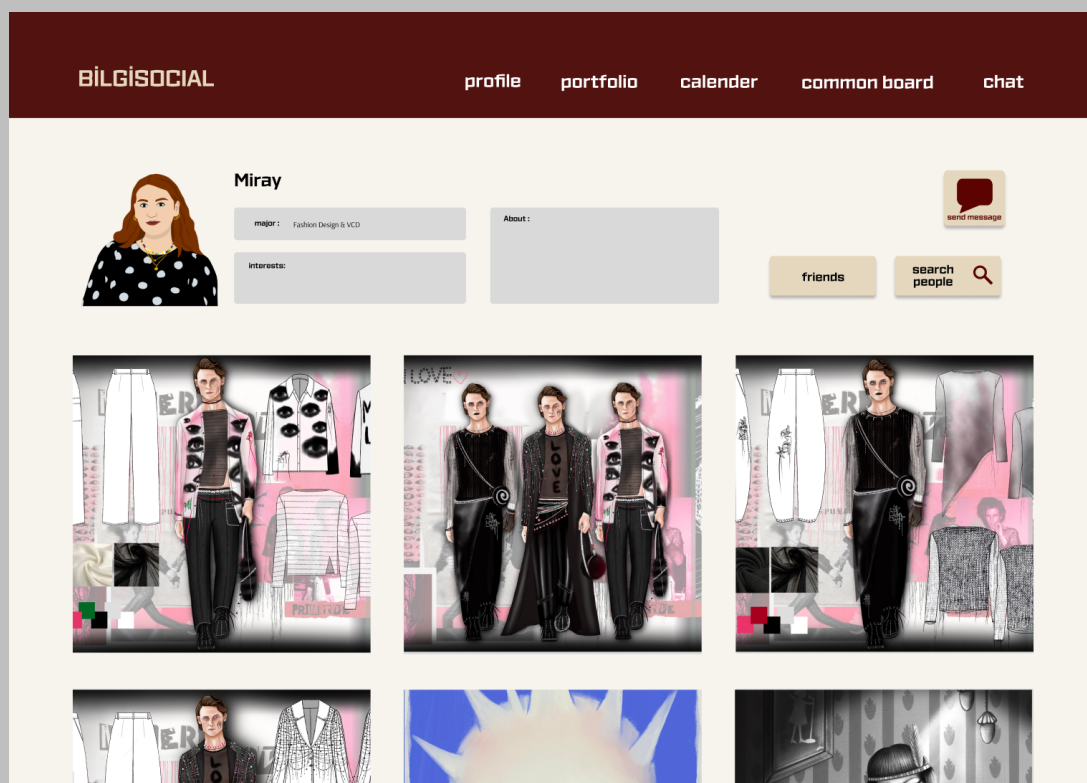 BİLGİSOCIAL
profile
portfolio
calender
common board
chat
Miray
major : Fashion Design & VCD
interests:
About :
send message
friends
search
people
LOVE
LOVE
LOVE